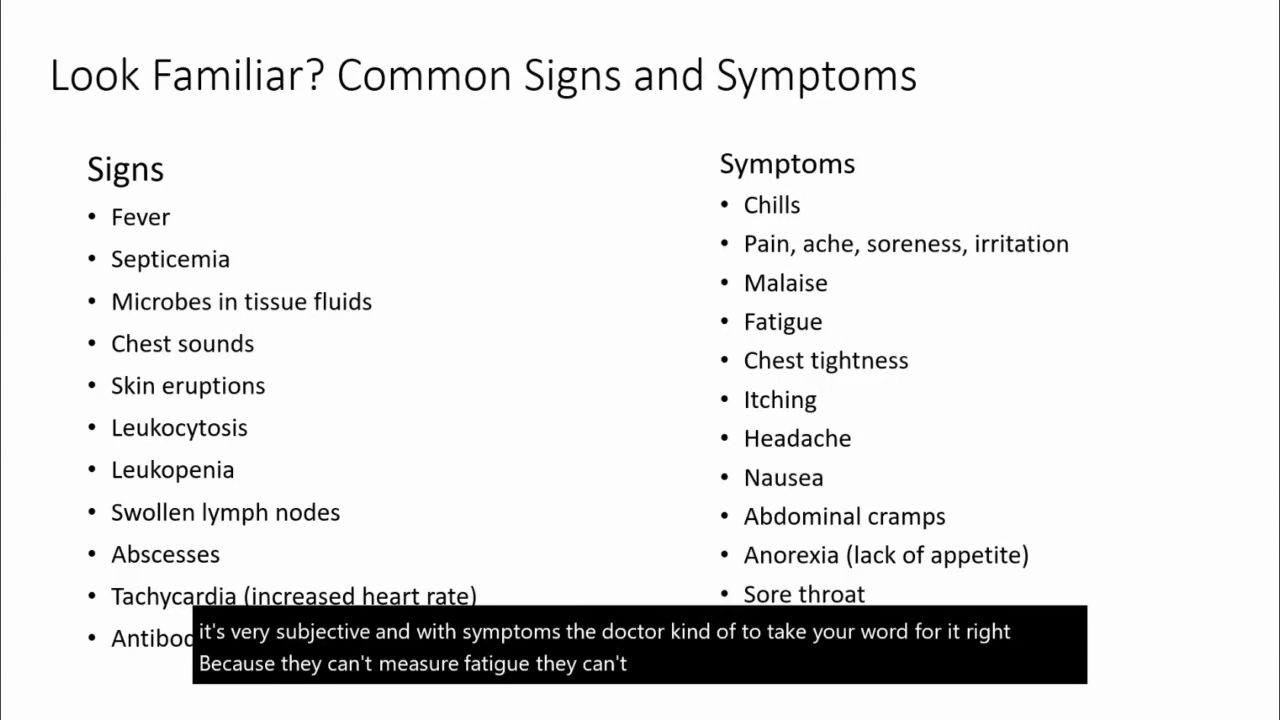 Look Familiar? Common Signs and Symptoms
Signs
• Fever
• Septicemia
• Microbes in tissue fluids
• Chest sounds
• Skin eruptions
• Leukocytosis
• Leukopenia
• Swollen lymph nodes
• Abscesses
• Tachycardia (increased heart rate)
•
Symptoms
• Chills
• Pain, ache, soreness, irritation
• Malaise
• Fatigue
• Chest tightness
• Itching
• Headache
• Nausea
• Abdominal cramps
• Anorexia (lack of appetite)
• Sore throat
it's very subjective and with symptoms the doctor kind of to take your word for it right
Because they can't measure fatigue they can't